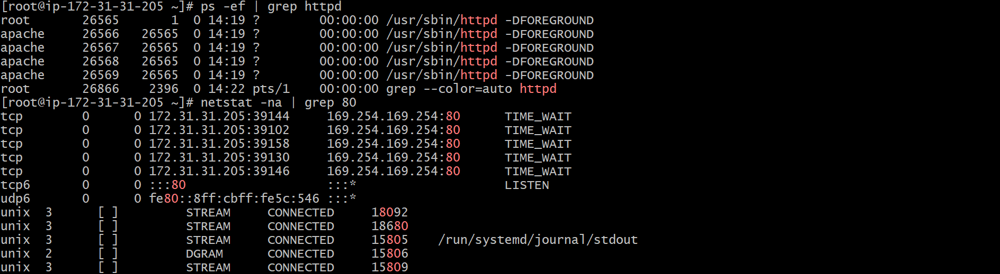 [root@ip-172-31-31-205 ~]# ps -ef | grep httpd
root       26565       1  0 14:19 ?        00:00:00 /usr/sbin/httpd -DFOREGROUND
apache     26566   26565  0 14:19 ?        00:00:00 /usr/sbin/httpd -DFOREGROUND
apache     26567   26565  0 14:19 ?        00:00:00 /usr/sbin/httpd -DFOREGROUND
apache     26568   26565  0 14:19 ?        00:00:00 /usr/sbin/httpd -DFOREGROUND
apache     26569   26565  0 14:19 ?        00:00:00 /usr/sbin/httpd -DFOREGROUND
root       26866    2396  0 14:22 pts/1    00:00:00 grep --color=auto httpd
[root@ip-172-31-31-205 ~]# netstat -na | grep 80
tcp        0      0 172.31.31.205:39144     169.254.169.254:80      TIME_WAIT
tcp        0      0 172.31.31.205:39102     169.254.169.254:80      TIME_WAIT
tcp        0      0 172.31.31.205:39158     169.254.169.254:80      TIME_WAIT
tcp        0      0 172.31.31.205:39130     169.254.169.254:80      TIME_WAIT
tcp        0      0 172.31.31.205:39146     169.254.169.254:80      TIME_WAIT
tcp6       0      0 :::80                   :::*                    LISTEN
udp6       0      0 fe80::8ff:cbff:fe5c:546 :::*
unix  3      [ ]         STREAM     CONNECTED     18092
unix  3      [ ]         STREAM     CONNECTED     18680
unix  3      [ ]         STREAM     CONNECTED     15805    /run/systemd/journal/stdout
unix  2      [ ]         DGRAM      CONNECTED     15806
unix  3      [ ]         STREAM     CONNECTED     15809